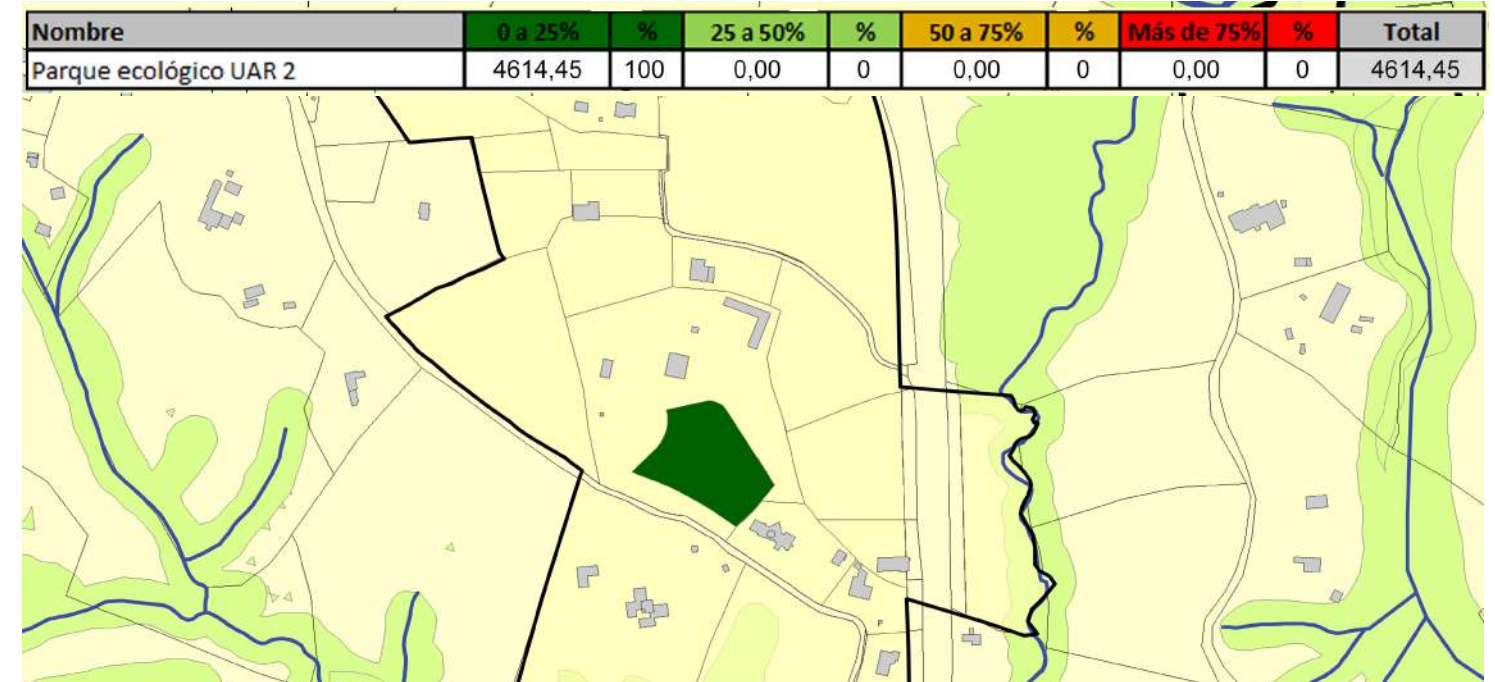 Nombre 0 a 25% % 25 a 50% % 50 a 75% % Más de 75% % Total
Parque ecológico UAR 2 4614,45 100 0,00 0 0,00 0 0,00 0 4614,45
P